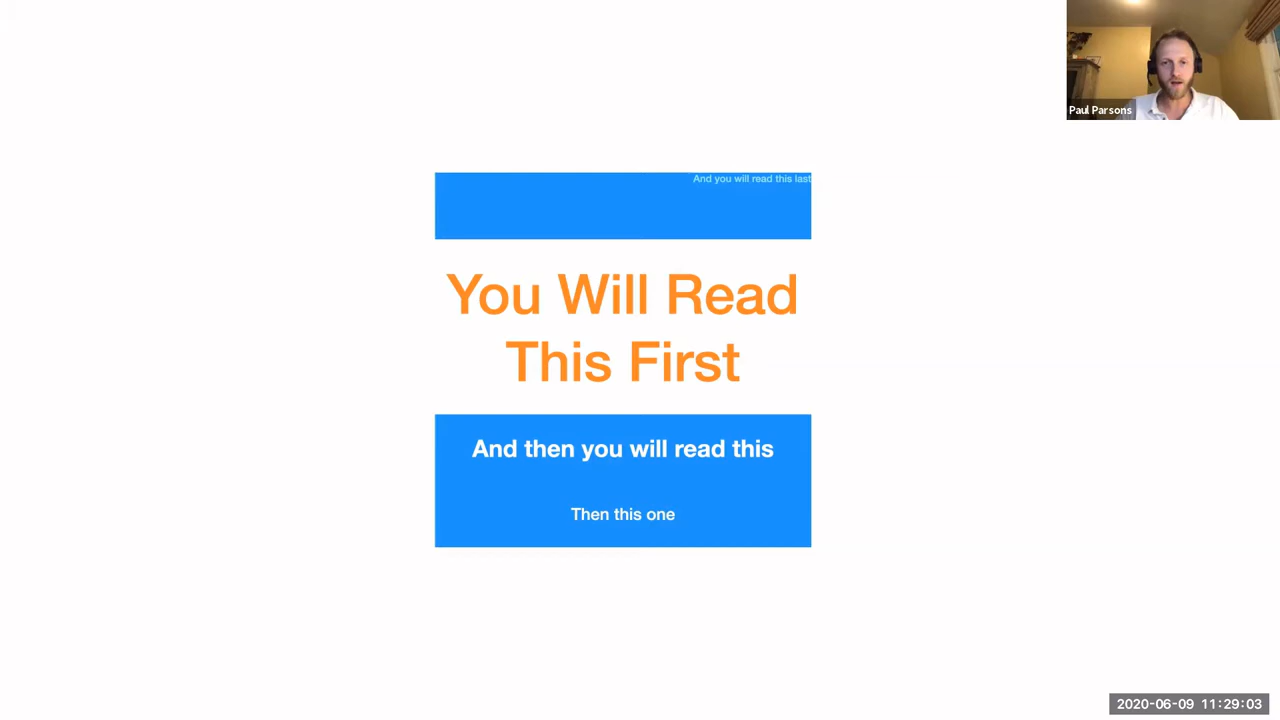 Paul Parsons
And you will read this last
You Will Read
This First
And then you will read this
Then this one
2020-06-09 11:29:03